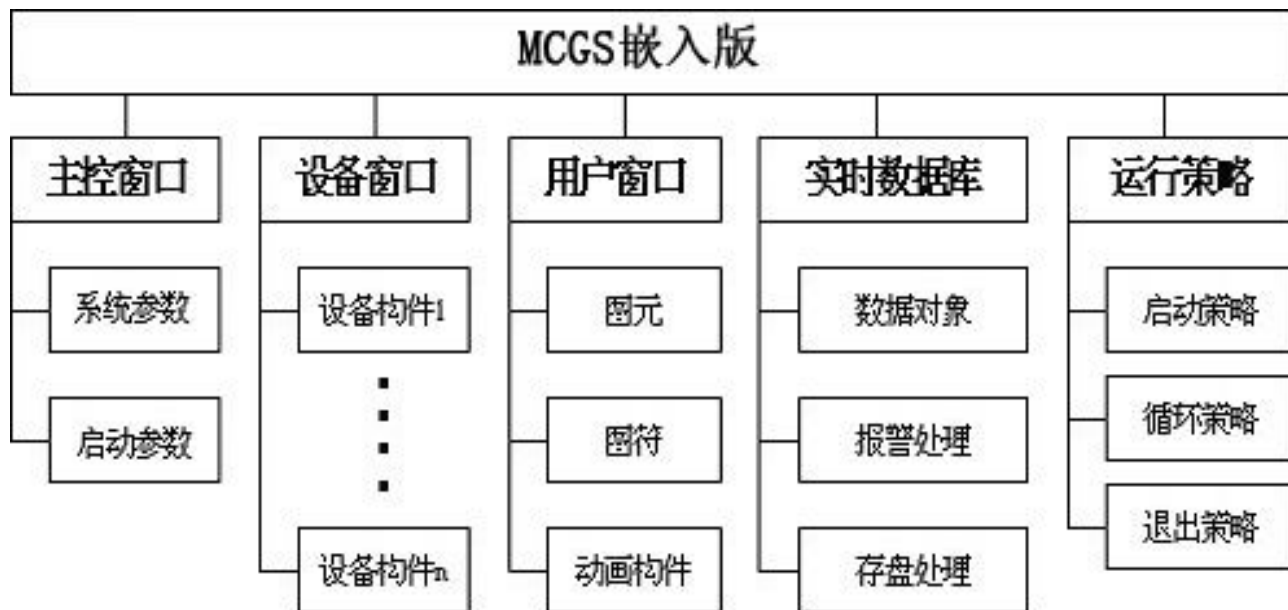 MCGS嵌入版
主控窗口
设备窗口
用户窗口
实时数据库
运行策略
系统参数
设备构件1
图元
数据对象
启动策略
启动参数
图符
报警处理
循环策略
设备构件n
动画构件
存盘处理
退出策略